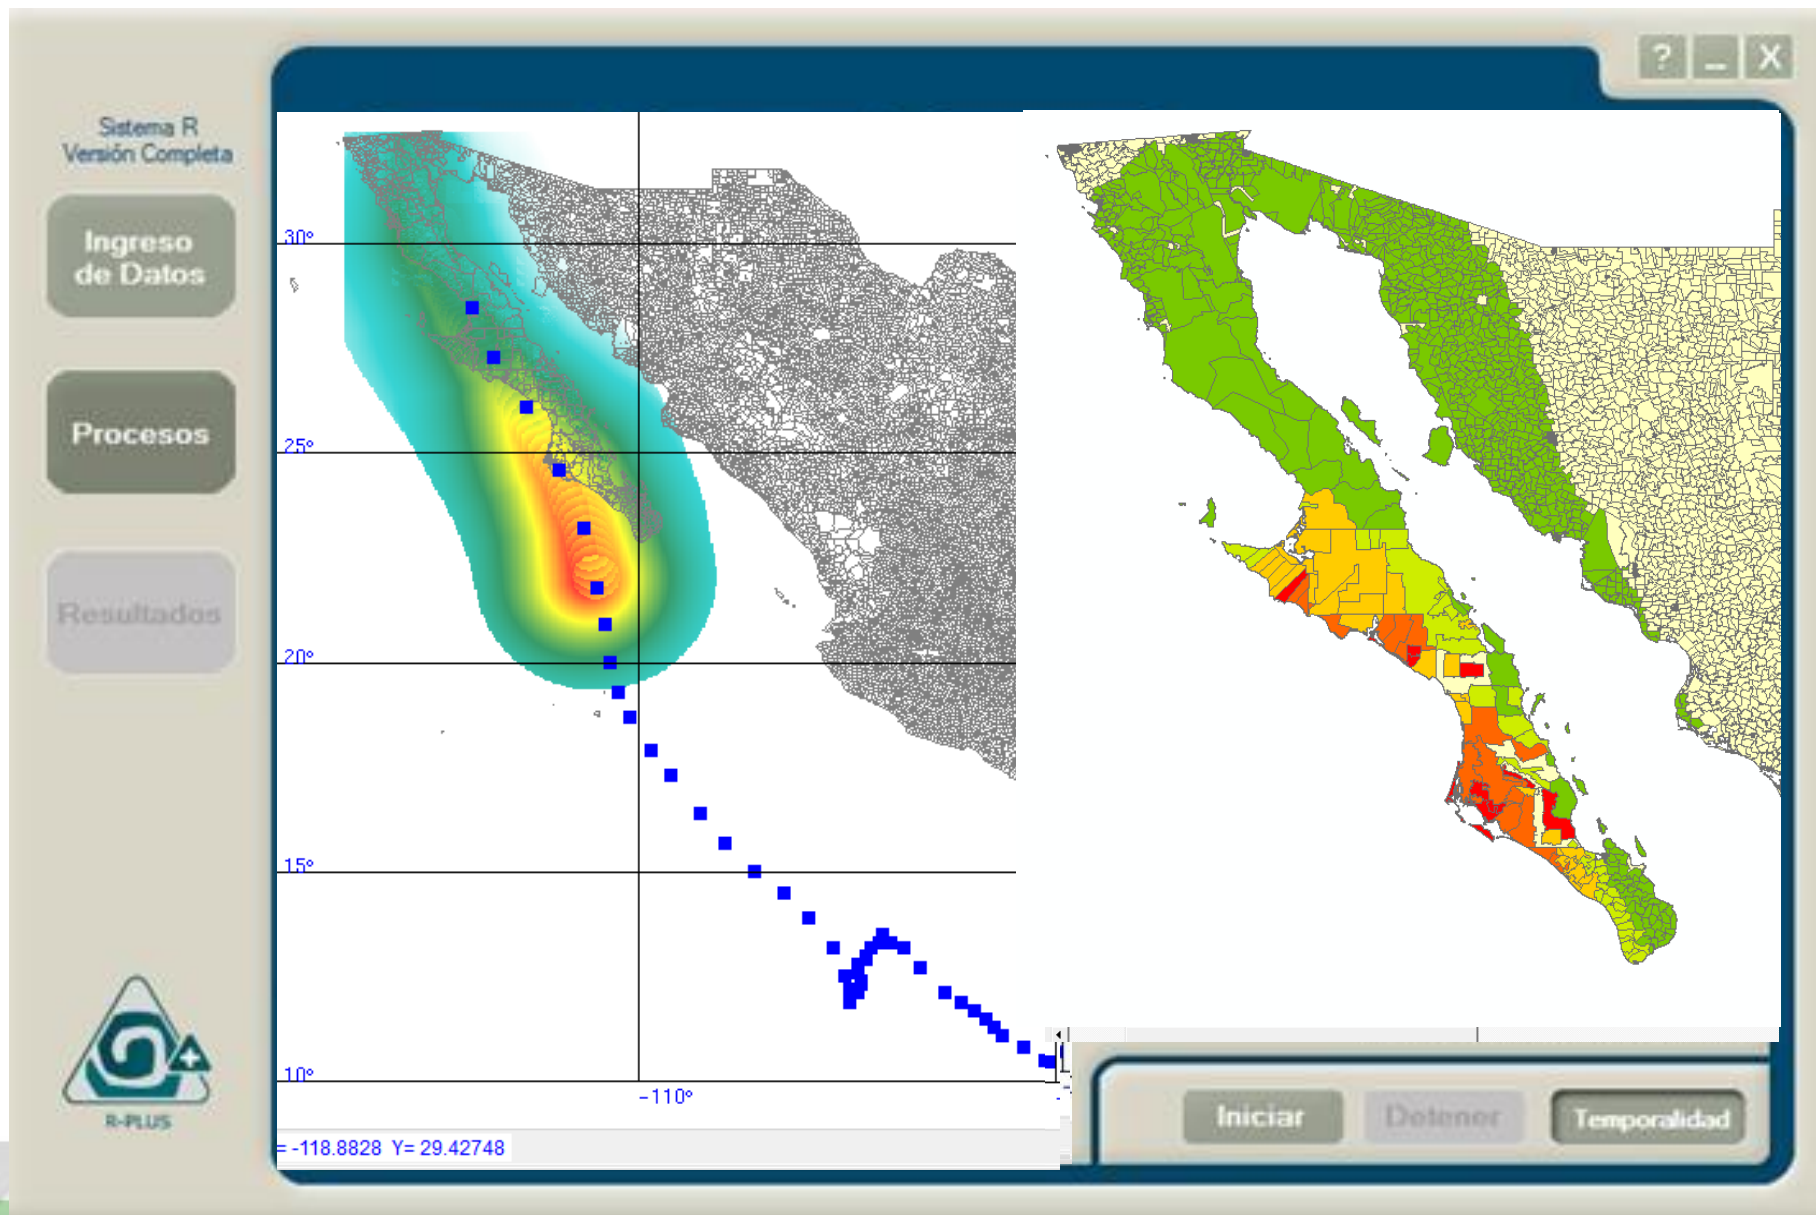 ? _ X
Sistema R
Versión Completa
Ingreso
de Datos
Procesos
Resultados
R-PLUS
30°
25°
20°
15°
10°
-110°
= -118.8828 Y= 29.42748
Iniciar
Detener
Temporalidad